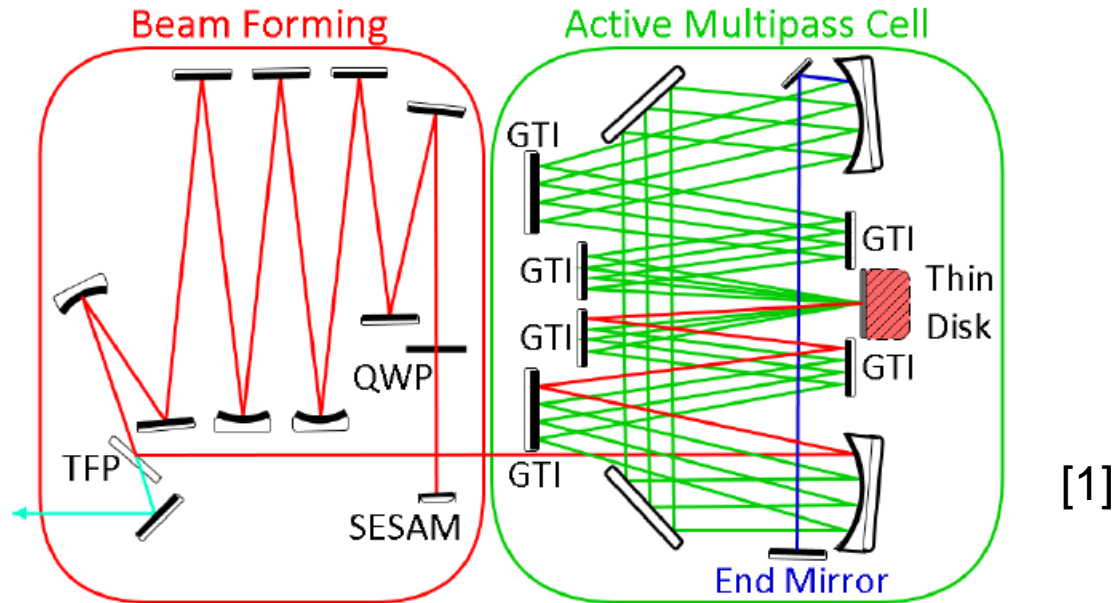 Beam Forming
Active Multipass Cell
GTI
GTI
GTI
Thin
Disk
GTI
GTI
QWP
TFP
GTI
SESAM
End Mirror
[1]